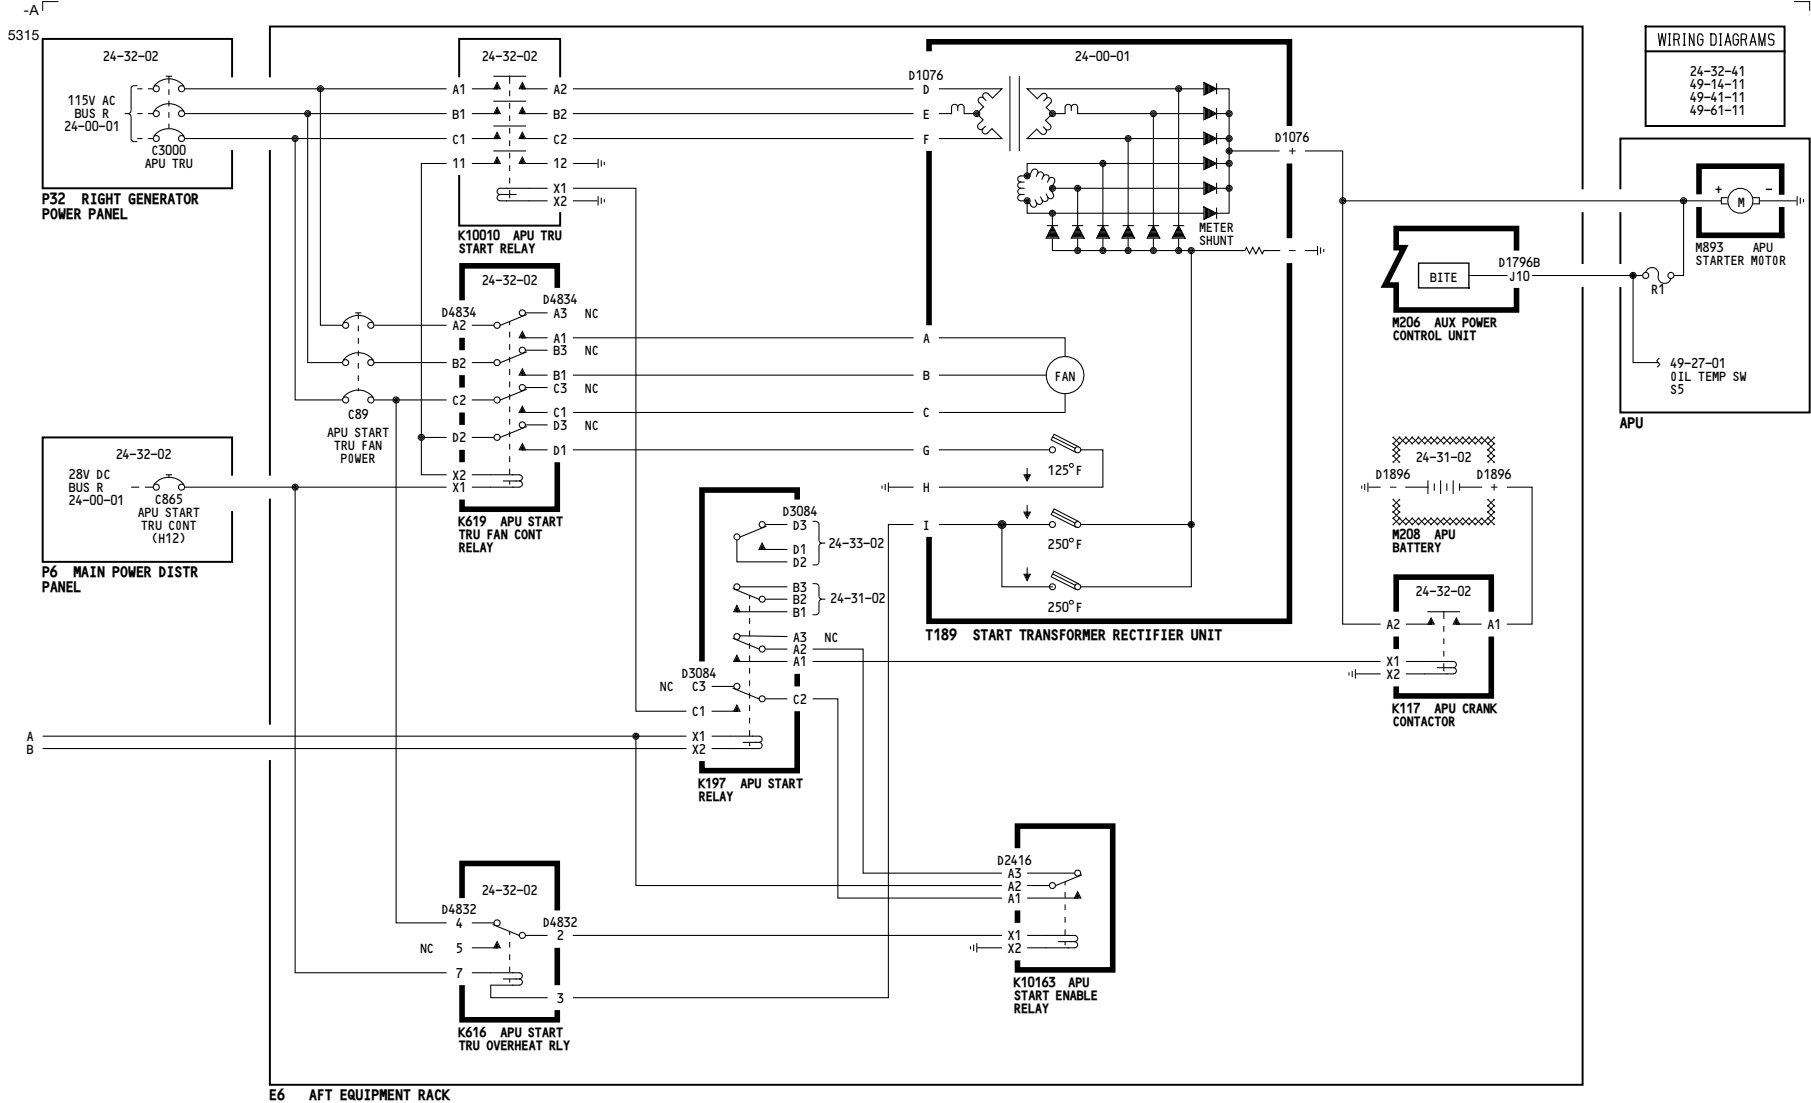 -A
5315
24-32-02
115V AC
BUS R
24-00-01
C3000
APU TRU
P32 RIGHT GENERATOR
POWER PANEL
24-32-02
A1 A2
B1 B2
C1 C2
11 12
X1
X2
K10010 APU TRU
START RELAY
24-32-02
D4834
D4834
A3 NC
A2
A1
B3 NC
B2
B1
C3 NC
C2
C1
D3 NC
D2
D1
X2
X1
K619 APU START
TRU FAN CONT
RELAY
C89
APU START
TRU FAN
POWER
24-32-02
28V DC
BUS R
24-00-01
C865
APU START
TRU CONT
(H12)
P6 MAIN POWER DISTR
PANEL
24-00-01
D1076
D
E
F
D1076
+
METER
SHUNT
-
A
B
FAN
C
G
125°F
H
I
250°F
250°F
T189 START TRANSFORMER RECTIFIER UNIT
D3084
D3
D1
D2
24-33-02
B3
B2
B1
24-31-02
A3 NC
A2
A1
D3084
NC C3
C2
C1
X1
X2
K197 APU START
RELAY
A
B
WIRING DIAGRAMS
24-32-41
49-14-11
49-41-11
49-61-11
+ M -
M893 APU
STARTER MOTOR
R1
49-27-01
OIL TEMP SW
S5
APU
BITE
D1796B
J10
M206 AUX POWER
CONTROL UNIT
24-31-02
D1896 D1896
- +
M208 APU
BATTERY
24-32-02
A2 A1
X1
X2
K117 APU CRANK
CONTACTOR
D2416
A3
A2
A1
X1
X2
K10163 APU
START ENABLE
RELAY
24-32-02
D4832
4
D4832
2
NC 5
7
3
K616 APU START
TRU OVERHEAT RLY
E6 AFT EQUIPMENT RACK